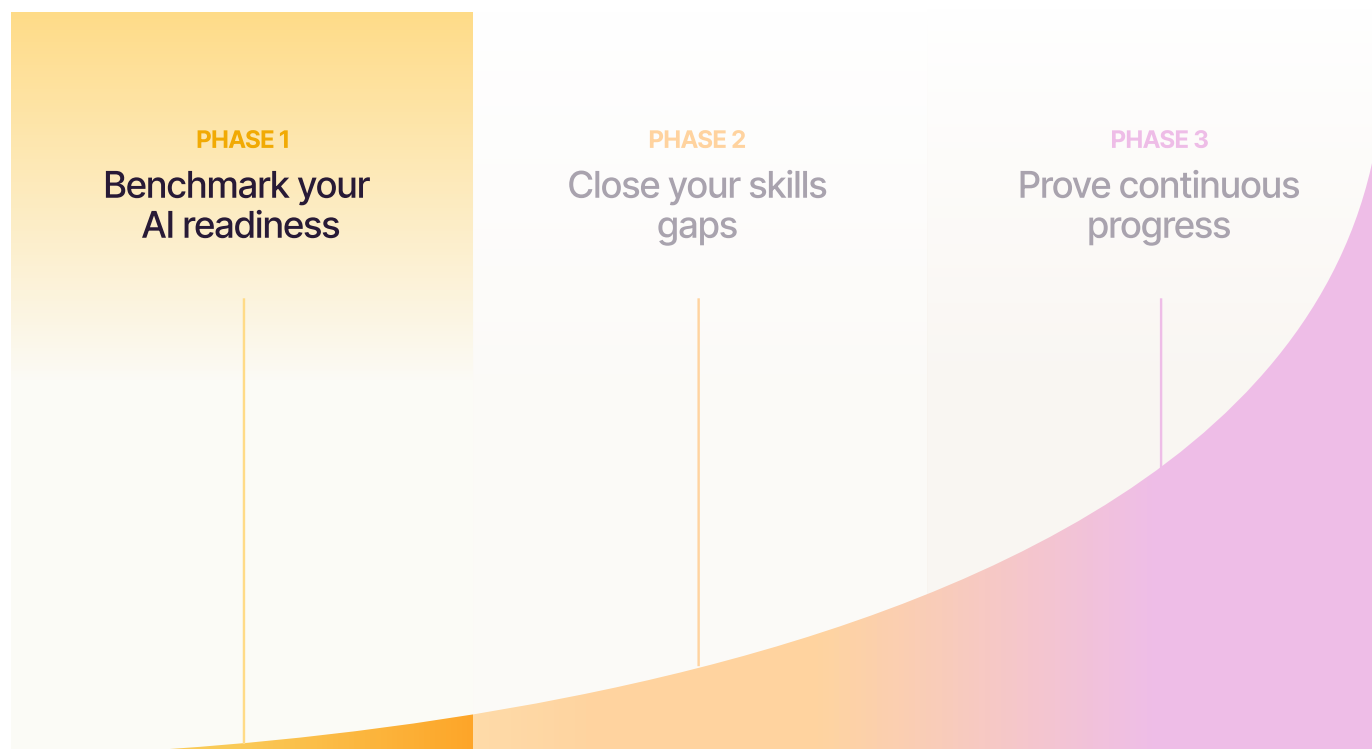 PHASE 1
Benchmark your
AI readiness
PHASE 2
Close your skills
gaps
PHASE 3
Prove continuous
progress